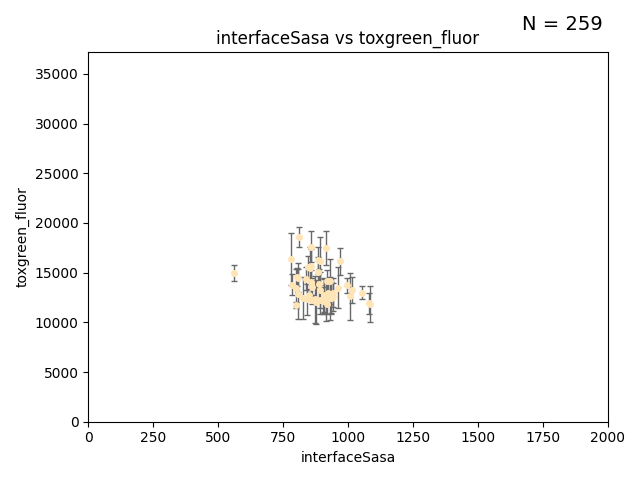 N = 259
interfaceSasa vs toxgreen_fluor
35000
30000
25000
20000
15000
10000
5000
0
toxgreen_fluor
0 250 500 750 1000 1250 1500 1750 2000
interfaceSasa